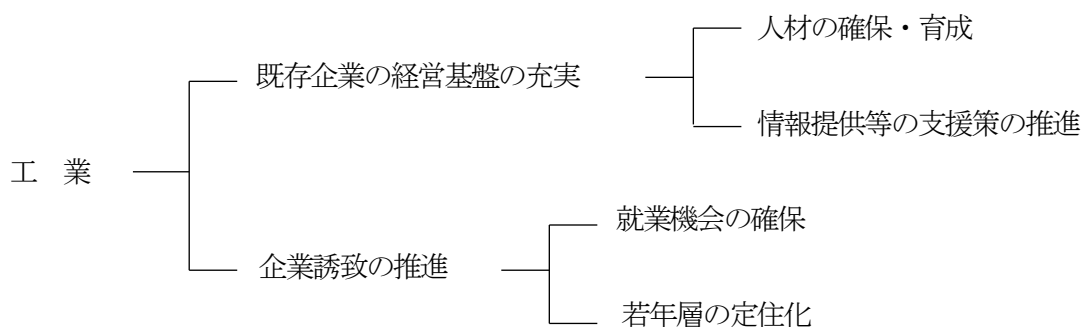 人材の確保・育成
既存企業の経営基盤の充実
情報提供等の支援策の推進
工　業
就業機会の確保
企業誘致の推進
若年層の定住化